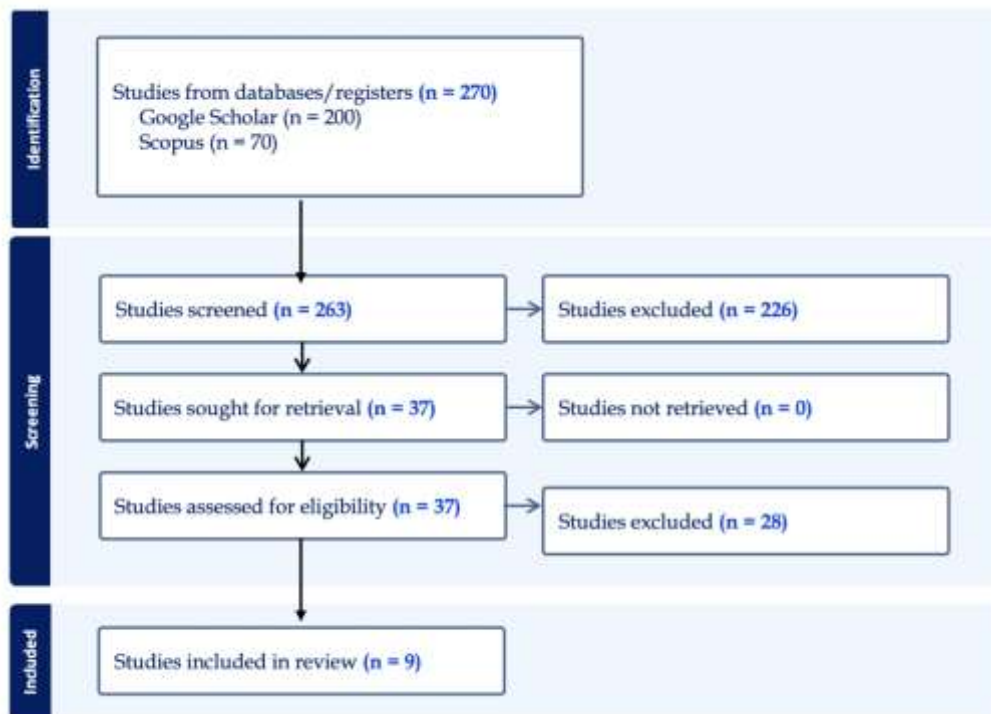 Identification
Studies from databases/registers (n = 270)
Google Scholar (n = 200)
Scopus (n = 70)
Screening
Studies screened (n = 263)
Studies excluded (n = 226)
Studies sought for retrieval (n = 37)
Studies not retrieved (n = 0)
Studies assessed for eligibility (n = 37)
Studies excluded (n = 28)
Included
Studies included in review (n = 9)